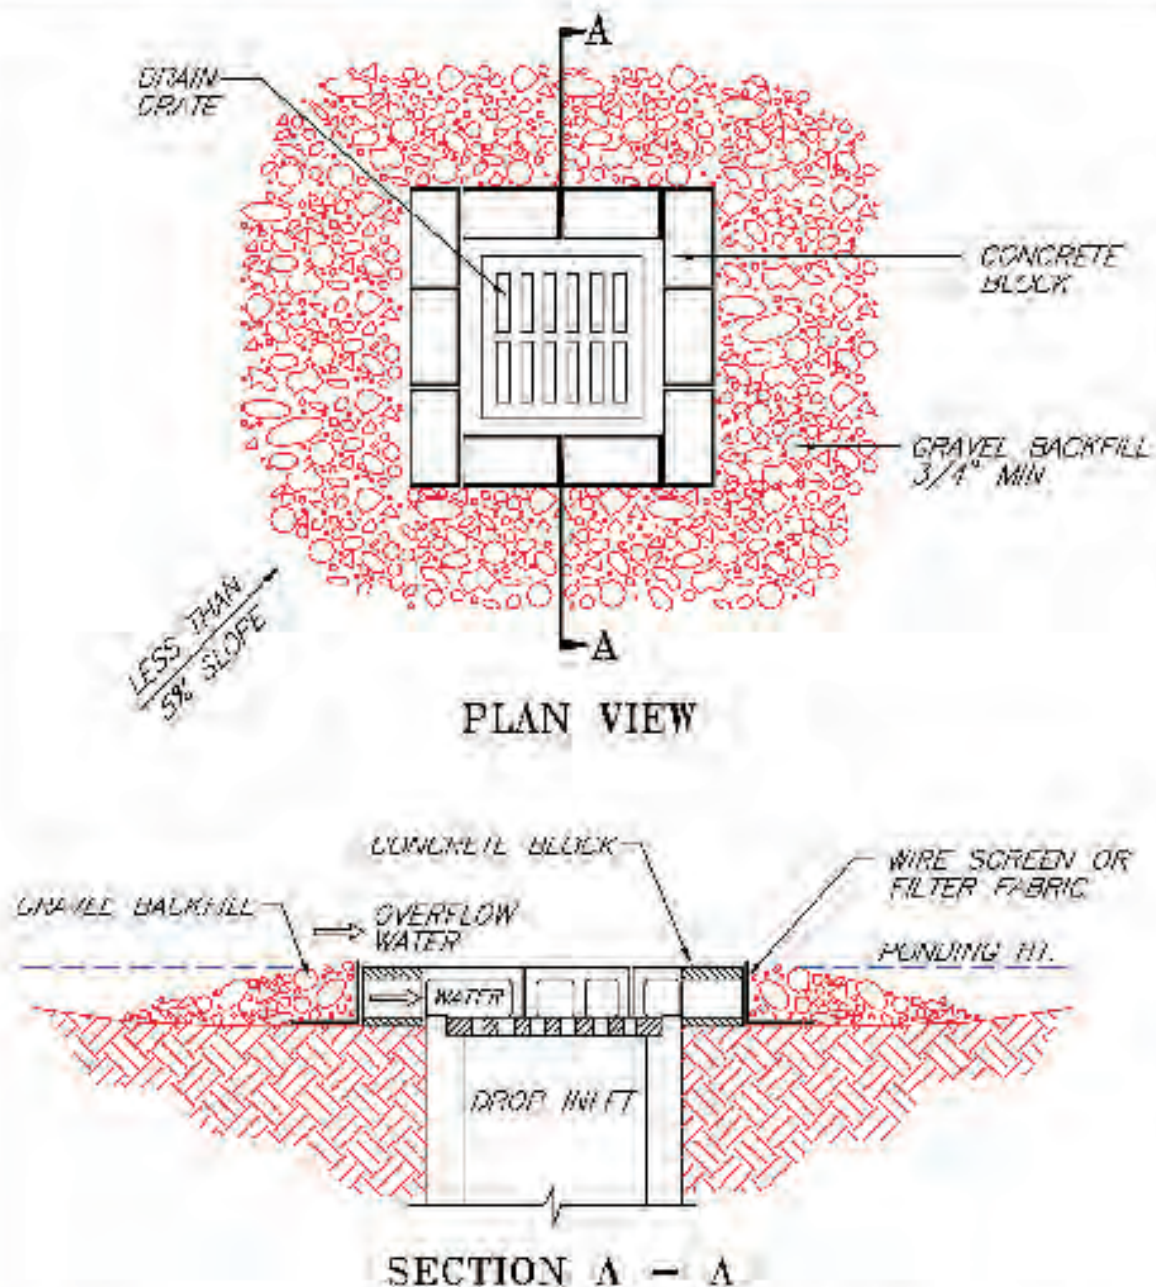 A
DRAIN
GRATE
CONCRETE
BLOCK
GRAVEL BACKFILL
3/4" MIN
LESS THAN
5% SLOPE
A
PLAN VIEW
CONCRETE BLOCK
WIRE SCREEN OR
FILTER FABRIC
GRAVEL BACKFILL
OVERFLOW
WATER
PONDING HT.
WATER
DROP INLET
SECTION A - A